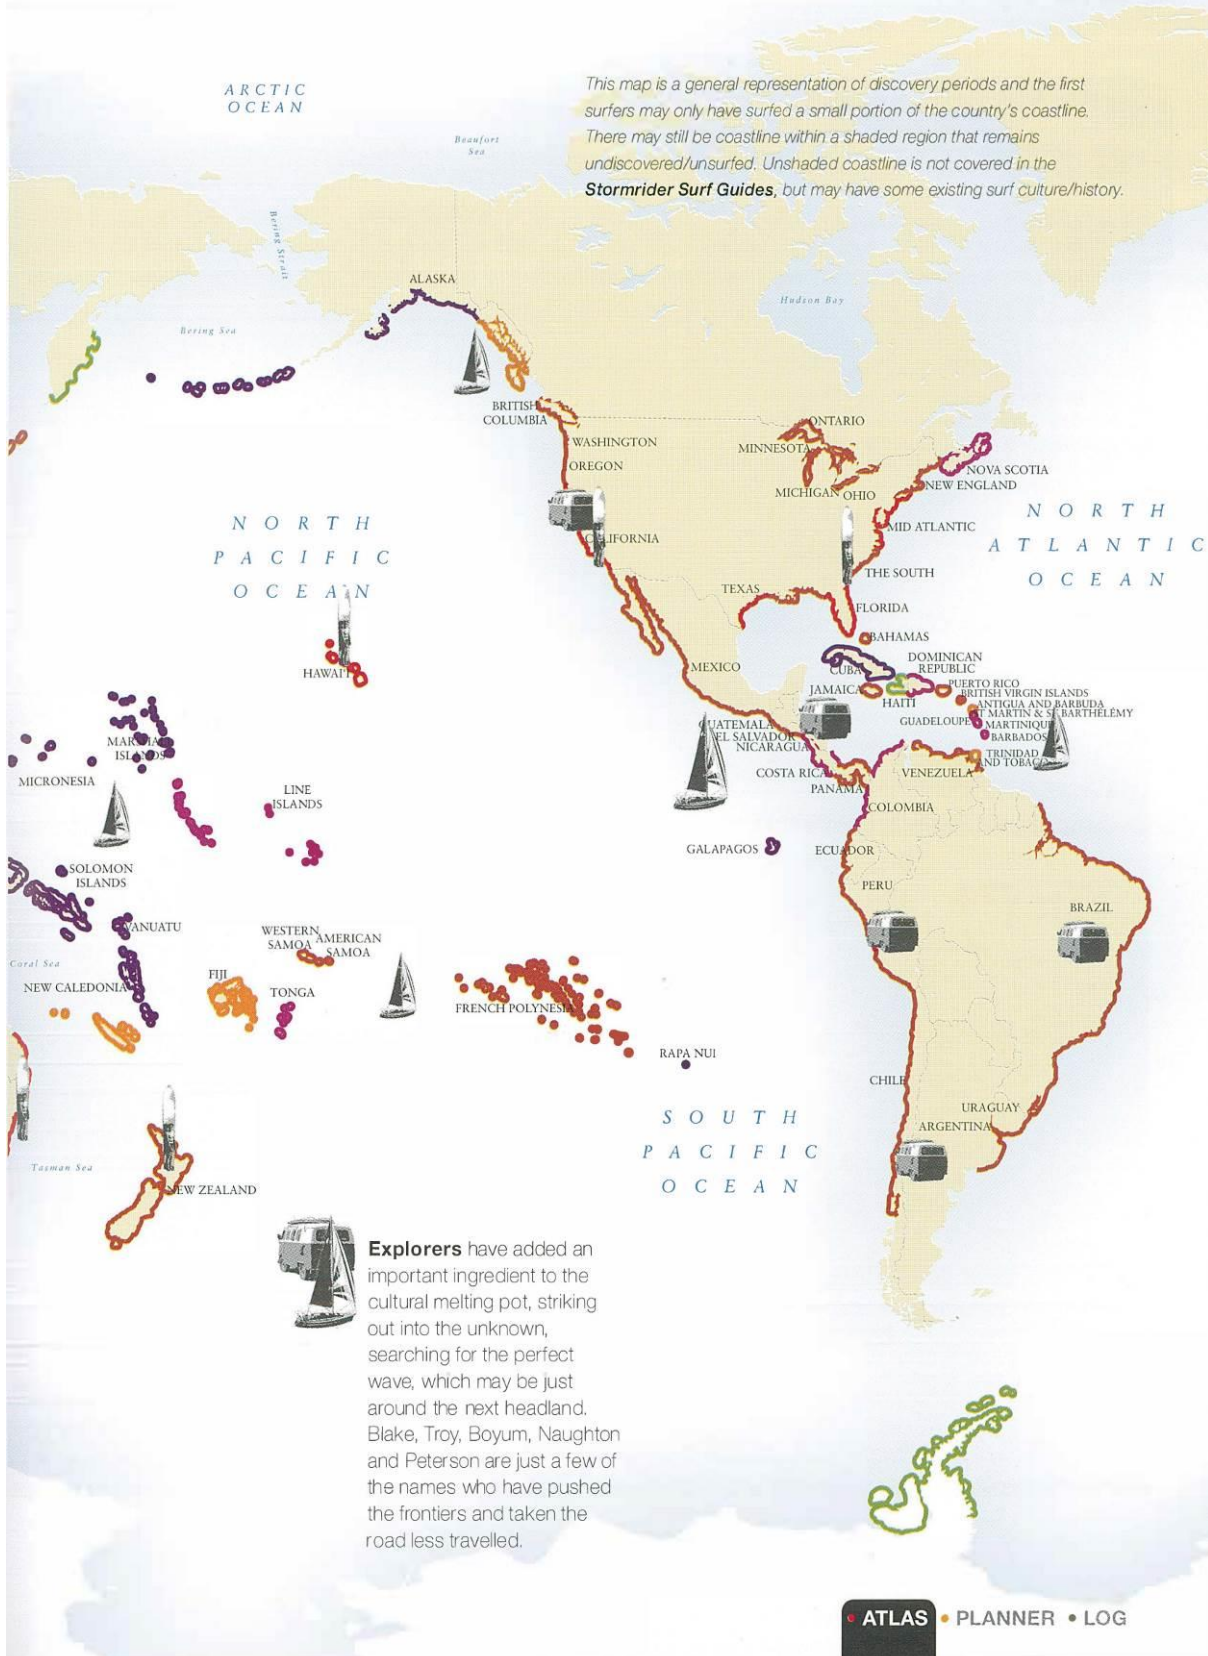 ARCTIC
OCEAN
This map is a general representation of discovery periods and the first
surfers may only have surfed a small portion of the country's coastline.
There may still be coastline within a shaded region that remains
undiscovered/unsurfed. Unshaded coastline is not covered in the
Stormrider Surf Guides, but may have some existing surf culture/history.
Beaufort
Sea
Bering Strait
ALASKA
Hudson Bay
Bering Sea
BRITISH
COLUMBIA
ONTARIO
WASHINGTON
MINNESOTA
OREGON
NOVA SCOTIA
NEW ENGLAND
MICHIGAN
OHIO
NORTH
PACIFIC
OCEAN
NORTH
ATLANTIC
OCEAN
MID ATLANTIC
CALIFORNIA
THE SOUTH
TEXAS
FLORIDA
BAHAMAS
HAWAI'I
MEXICO
CUBA
DOMINICAN
REPUBLIC
JAMAICA
HAITI
PUERTO RICO
BRITISH VIRGIN ISLANDS
ANTIGUA AND BARBUDA
ST MARTIN & ST BARTHÉLÉMY
GUADELOUPE
MARTINIQUE
BARBADOS
GUATEMALA
EL SALVADOR
NICARAGUA
MARSHALL
ISLANDS
MICRONESIA
COSTA RICA
PANAMA
VENEZUELA
TRINIDAD
AND TOBACO
LINE
ISLANDS
COLOMBIA
GALAPAGOS
ECUADOR
SOLOMON
ISLANDS
PERU
BRAZIL
VANUATU
WESTERN
SAMOA
AMERICAN
SAMOA
Coral Sea
FIJI
NEW CALEDONIA
TONGA
FRENCH POLYNESIA
RAPA NUI
CHILE
URAGUAY
ARGENTINA
SOUTH
PACIFIC
OCEAN
Tasman Sea
NEW ZEALAND
Explorers have added an
important ingredient to the
cultural melting pot, striking
out into the unknown,
searching for the perfect
wave, which may be just
around the next headland.
Blake, Troy, Boyum, Naughton
and Peterson are just a few of
the names who have pushed
the frontiers and taken the
road less travelled.
• ATLAS • PLANNER • LOG